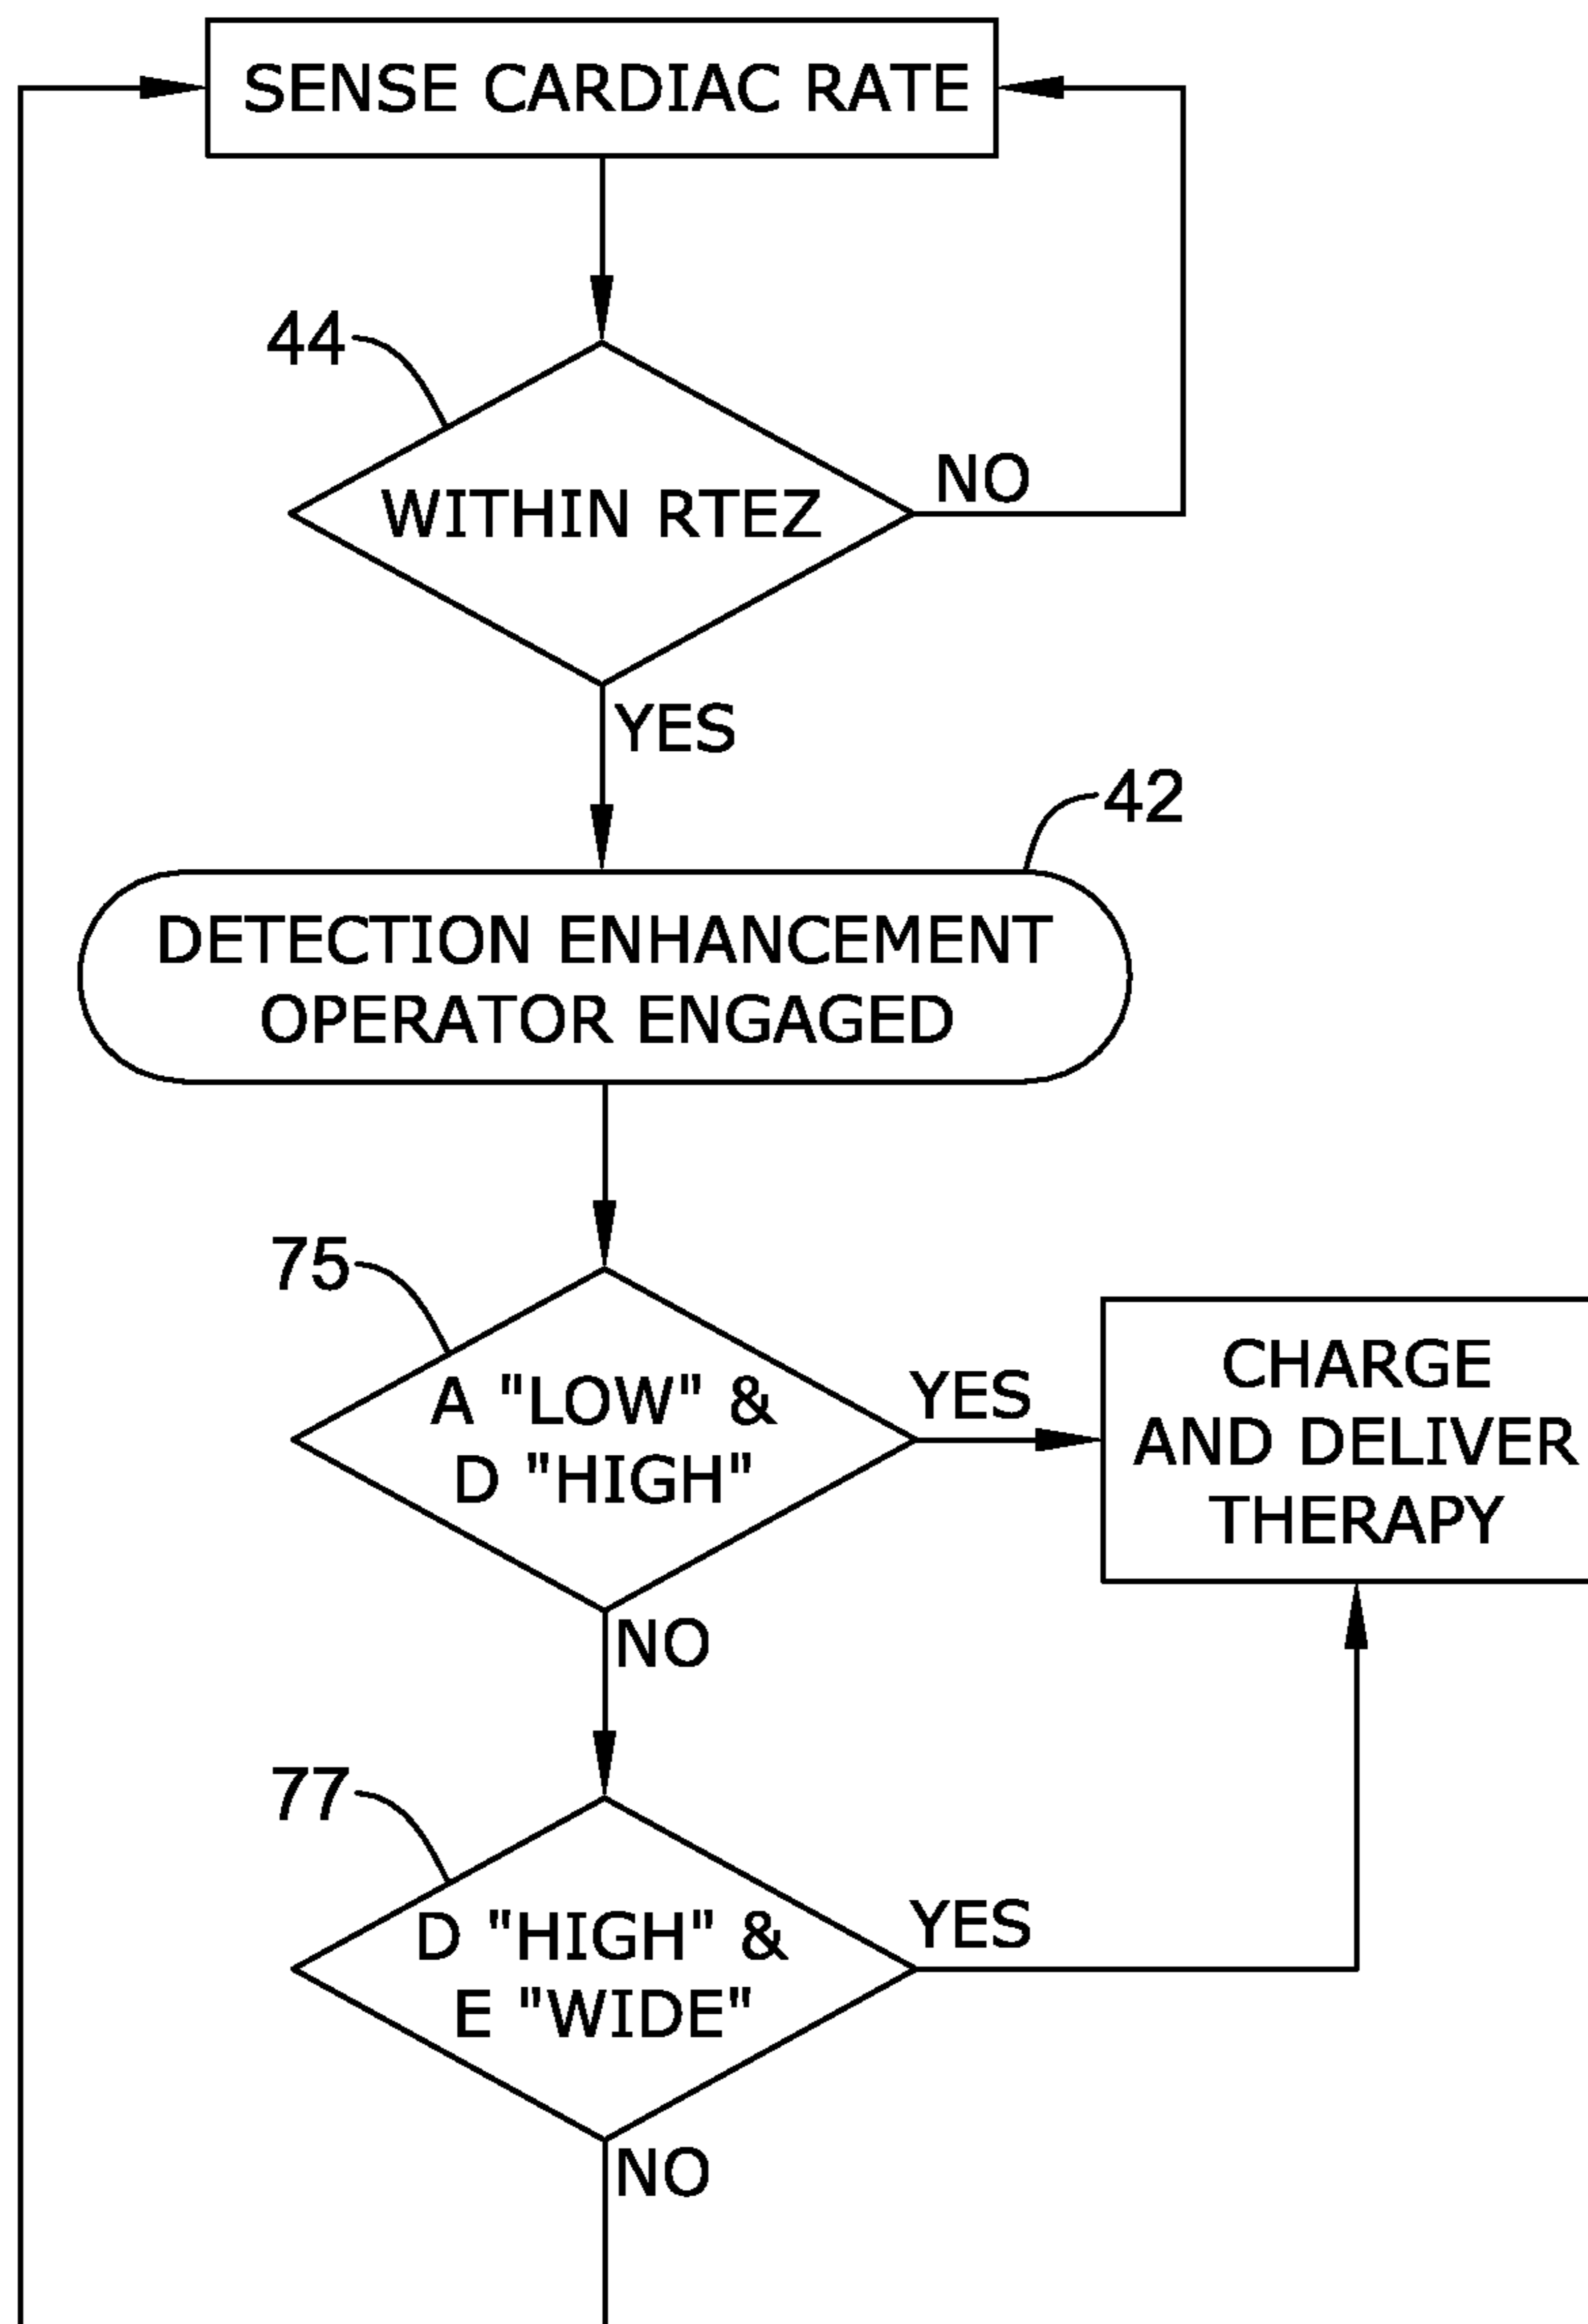 SENSE CARDIAC RATE
44
WITHIN RTEZ
NO
YES
42
DETECTION ENHANCEMENT
OPERATOR ENGAGED
75
A "LOW" &
D "HIGH"
YES
CHARGE
AND DELIVER
THERAPY
NO
77
D "HIGH" &
E "WIDE"
YES
NO